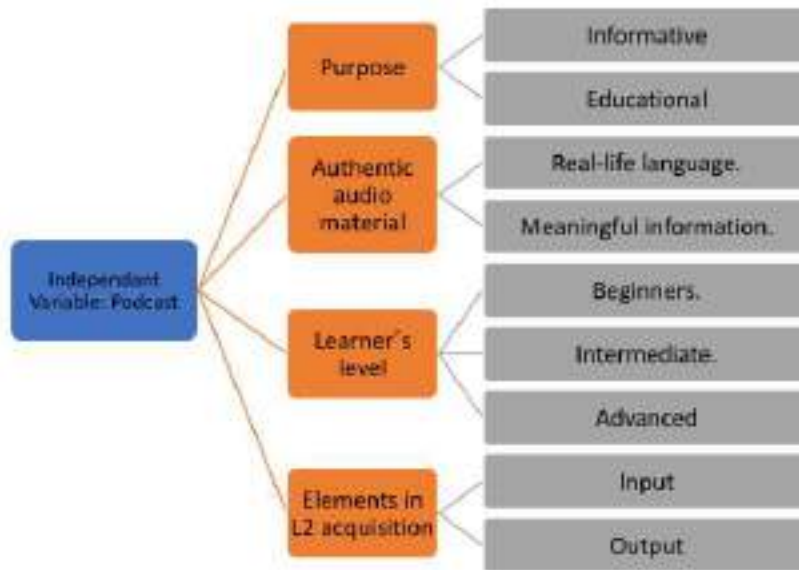 Independant
Variable: Podcast
Purpose
Informative
Educational
Authentic
audio
material
Real-life language.
Meaningful information.
Learner´s
level
Beginners.
Intermediate.
Advanced
Elements in
L2 acquisition
Input
Output